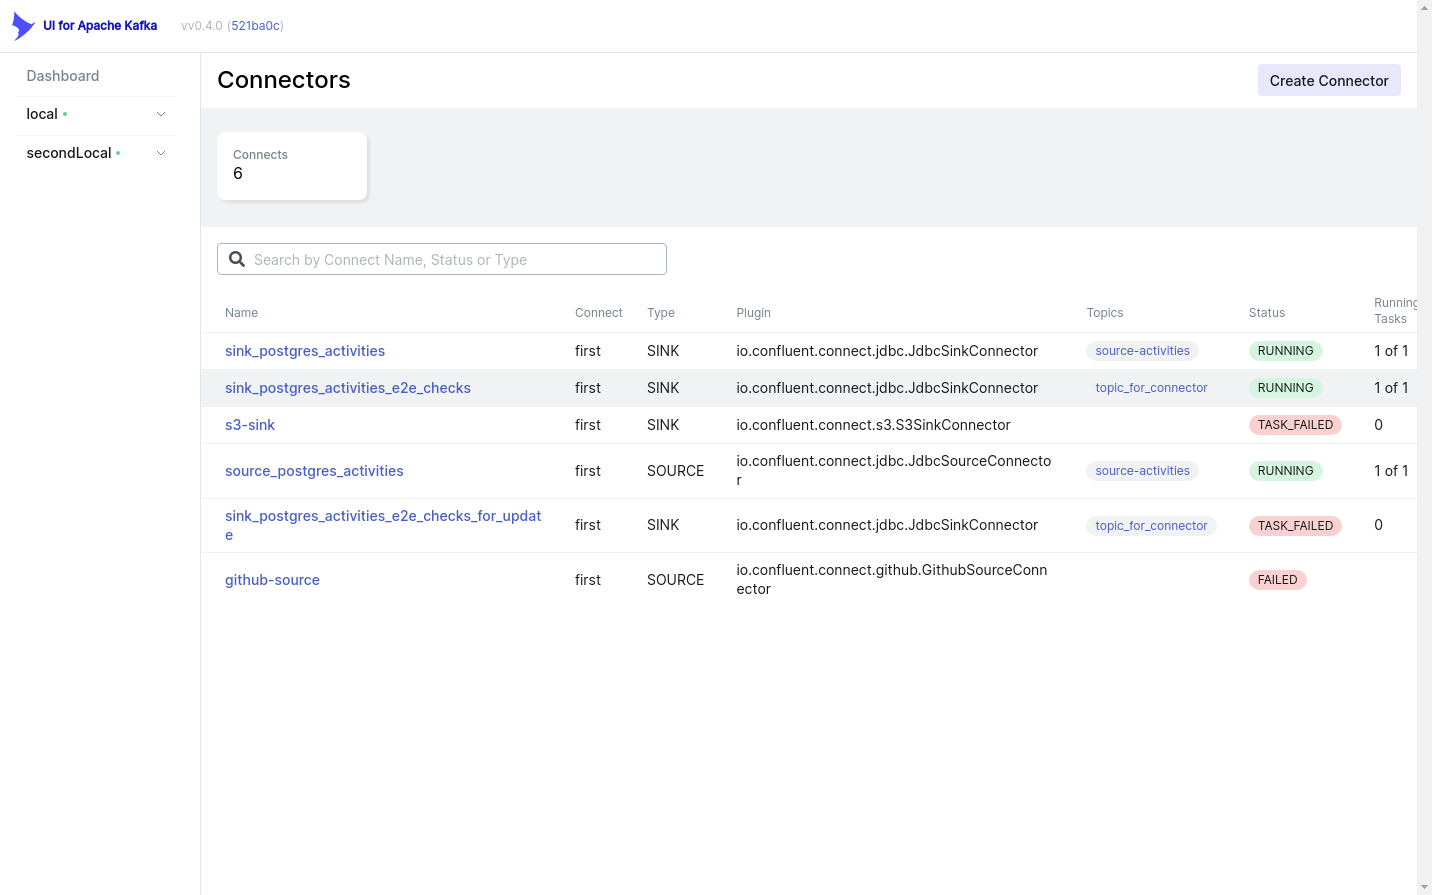 UI for Apache Kafka vv0.4.0 (521ba0c)
Dashboard
local
secondLocal
Connectors
Create Connector
Connects
6
Search by Connect Name, Status or Type
Name Connect Type Plugin Topics Status Running Tasks
sink_postgres_activities first SINK io.confluent.connect.jdbc.JdbcSinkConnector source-activities RUNNING 1 of 1
sink_postgres_activities_e2e_checks first SINK io.confluent.connect.jdbc.JdbcSinkConnector topic_for_connector RUNNING 1 of 1
s3-sink first SINK io.confluent.connect.s3.S3SinkConnector TASK_FAILED 0
source_postgres_activities first SOURCE io.confluent.connect.jdbc.JdbcSourceConnecto
r source-activities RUNNING 1 of 1
sink_postgres_activities_e2e_checks_for_updat
e first SINK io.confluent.connect.jdbc.JdbcSinkConnector topic_for_connector TASK_FAILED 0
github-source first SOURCE io.confluent.connect.github.GithubSourceConn
ector FAILED